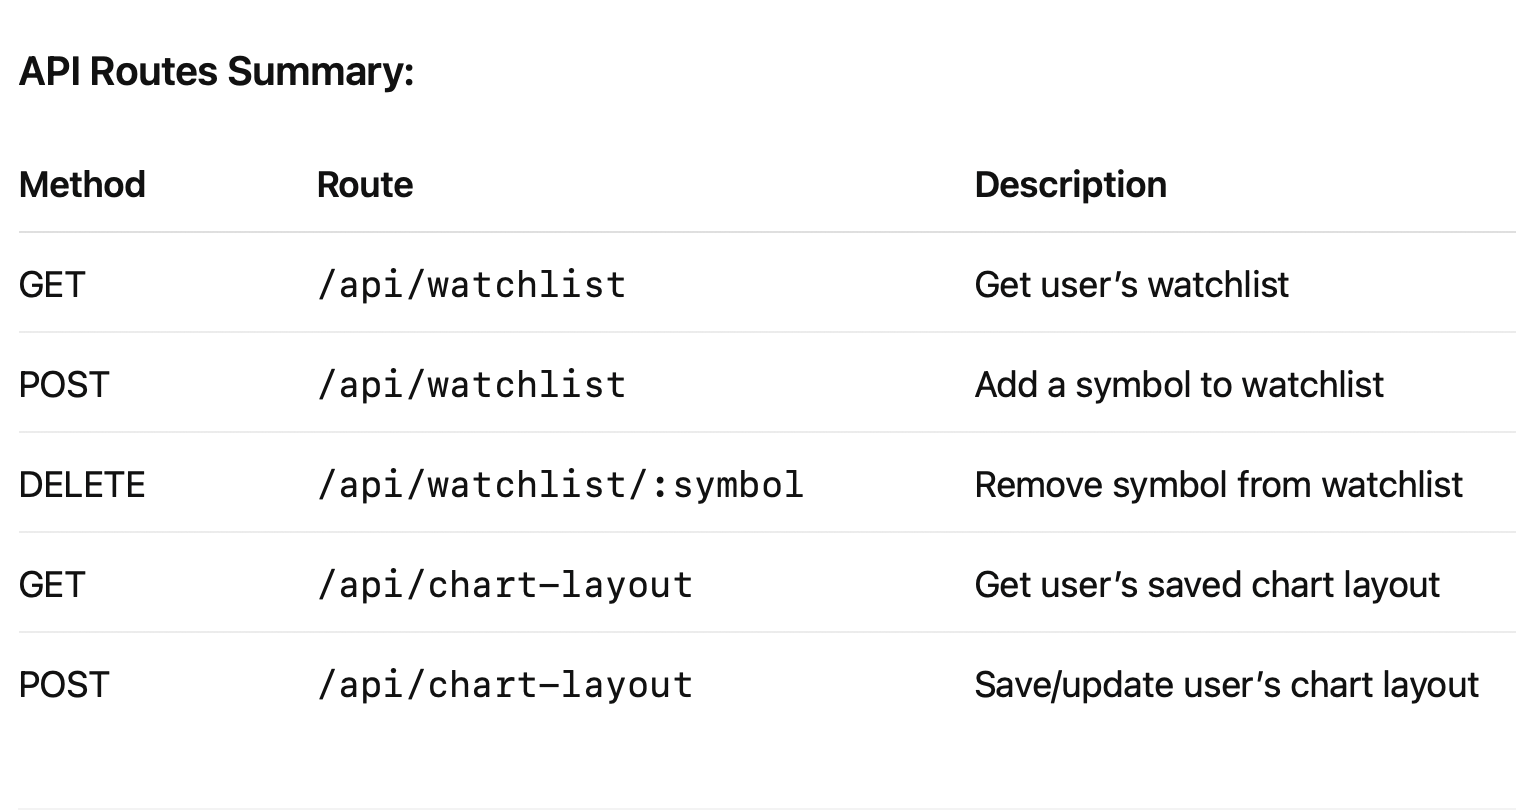 API Routes Summary:
Method Route Description
GET /api/watchlist Get user’s watchlist
POST /api/watchlist Add a symbol to watchlist
DELETE /api/watchlist/:symbol Remove symbol from watchlist
GET /api/chart-layout Get user’s saved chart layout
POST /api/chart-layout Save/update user’s chart layout